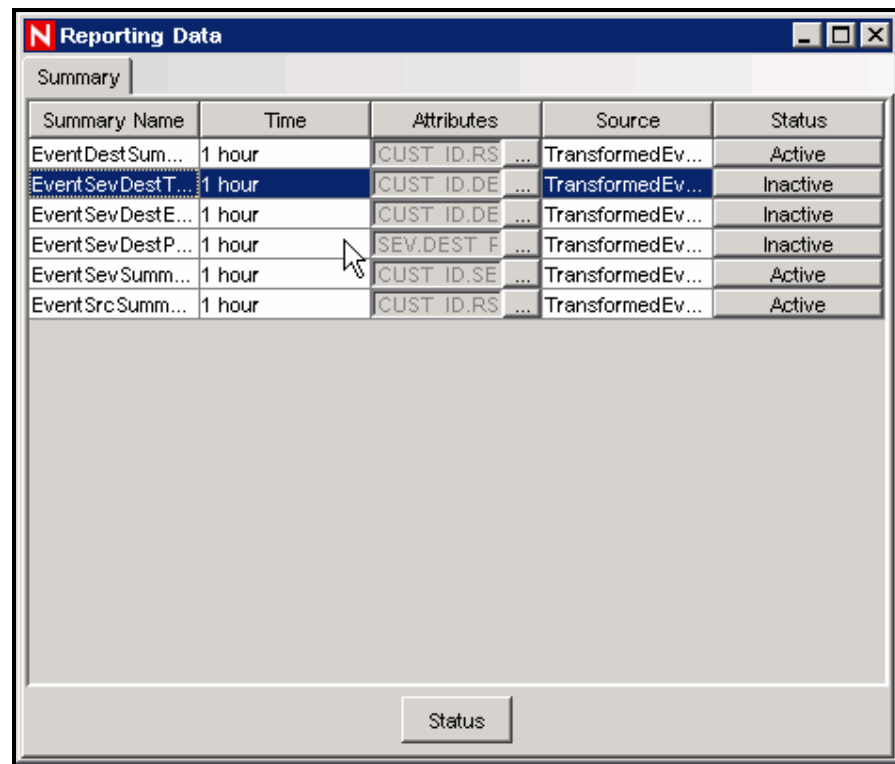 N Reporting Data
Summary
Summary Name Time Attributes Source Status
EventDestSum... 1 hour CUST_ID.RS ... TransformedEv... Active
EventSevDestT... 1 hour CUST_ID.DE ... TransformedEv... Inactive
EventSevDestE... 1 hour CUST_ID.DE ... TransformedEv... Inactive
EventSevDestP... 1 hour SEV.DEST_P ... TransformedEv... Inactive
EventSevSumm... 1 hour CUST_ID.SE ... TransformedEv... Active
EventSrcSumm... 1 hour CUST_ID.RS ... TransformedEv... Active
Status